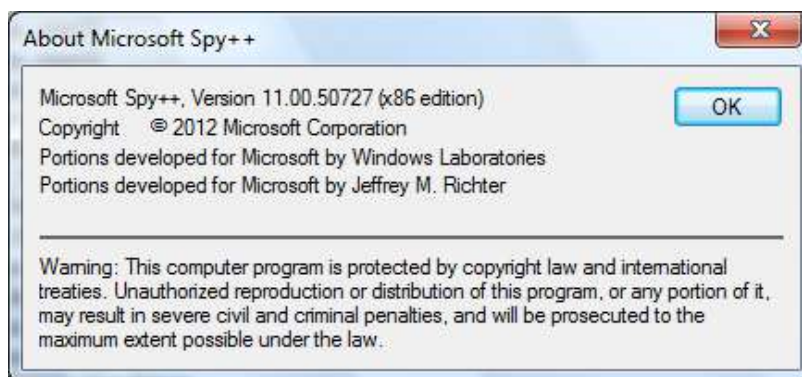 About Microsoft Spy++
Microsoft Spy++, Version 11.00.50727 (x86 edition)
OK
Copyright © 2012 Microsoft Corporation
Portions developed for Microsoft by Windows Laboratories
Portions developed for Microsoft by Jeffrey M. Richter
Warning: This computer program is protected by copyright law and international
treaties. Unauthorized reproduction or distribution of this program, or any portion of it,
may result in severe civil and criminal penalties, and will be prosecuted to the
maximum extent possible under the law.